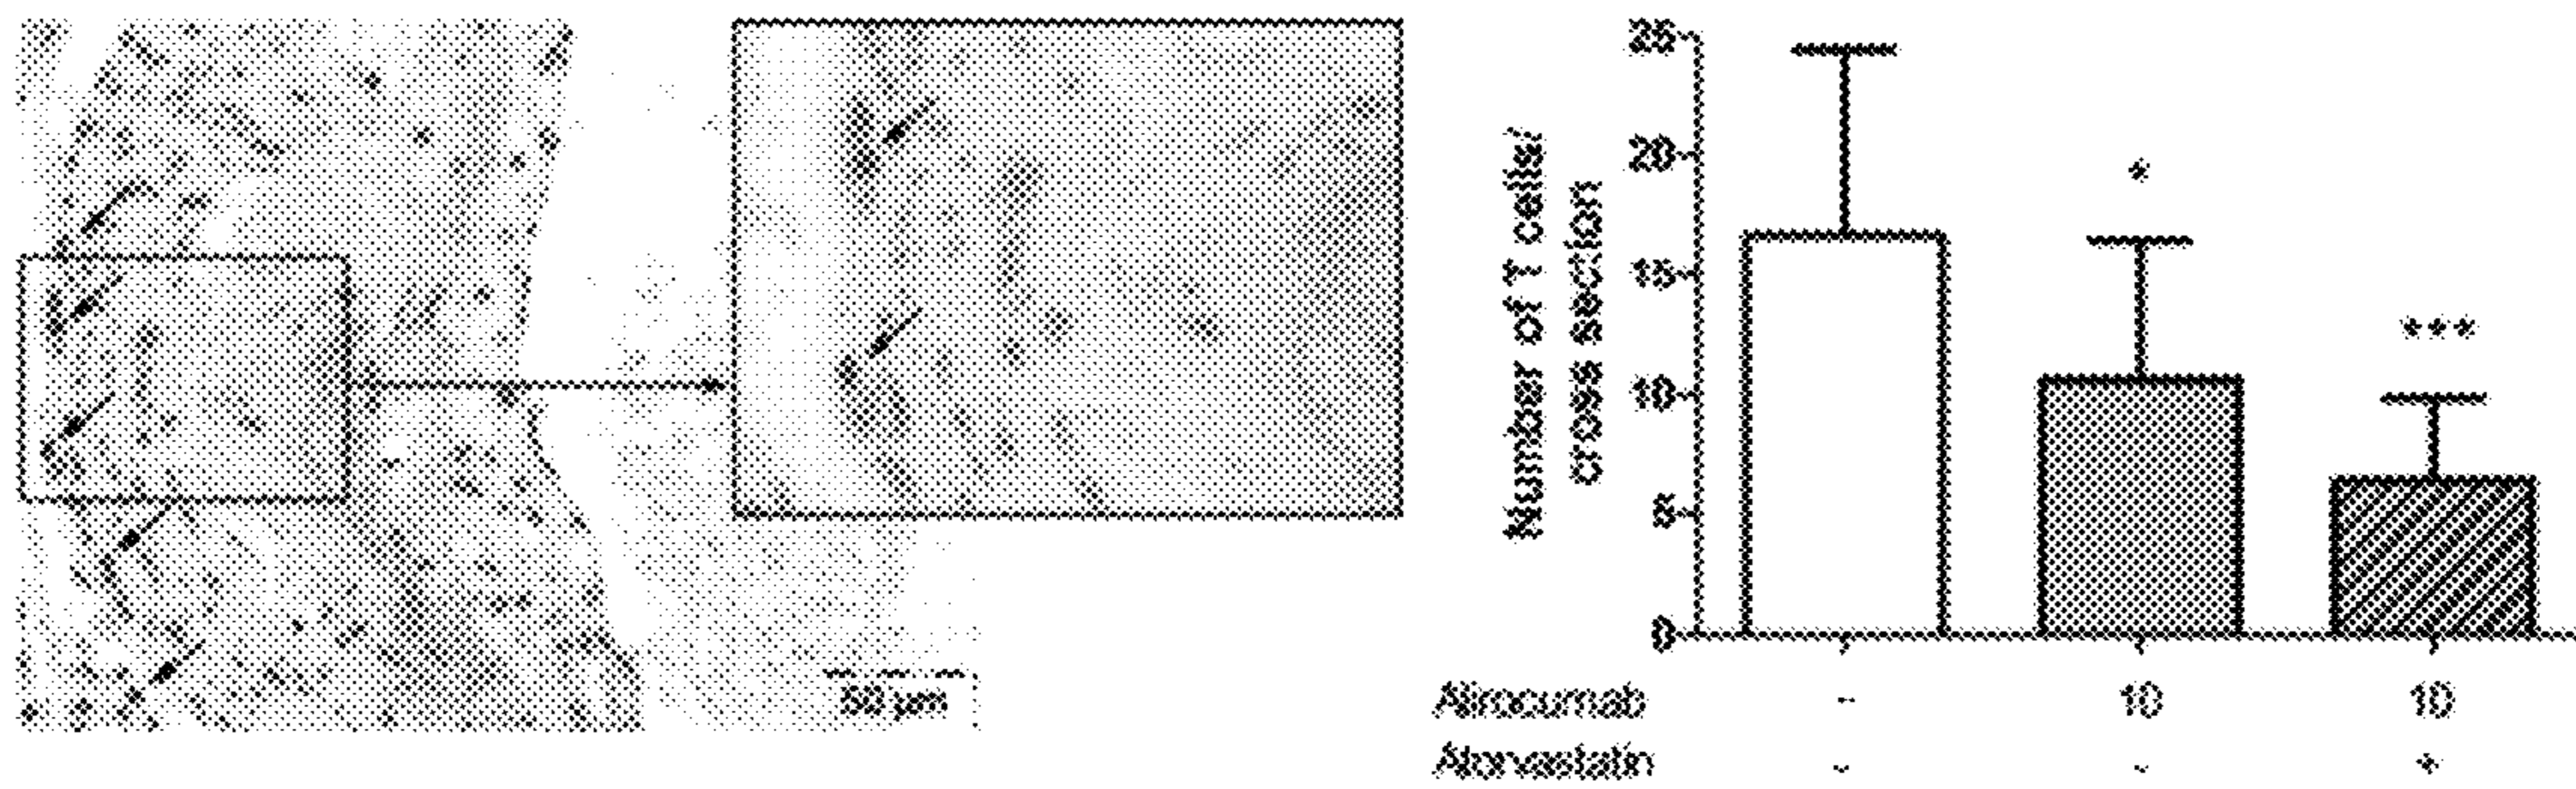 50 µm
Number of T cells/
cross section
25
20
15
10
5
0
*
***
Alirocumab - 10 10
Atorvastatin - - +